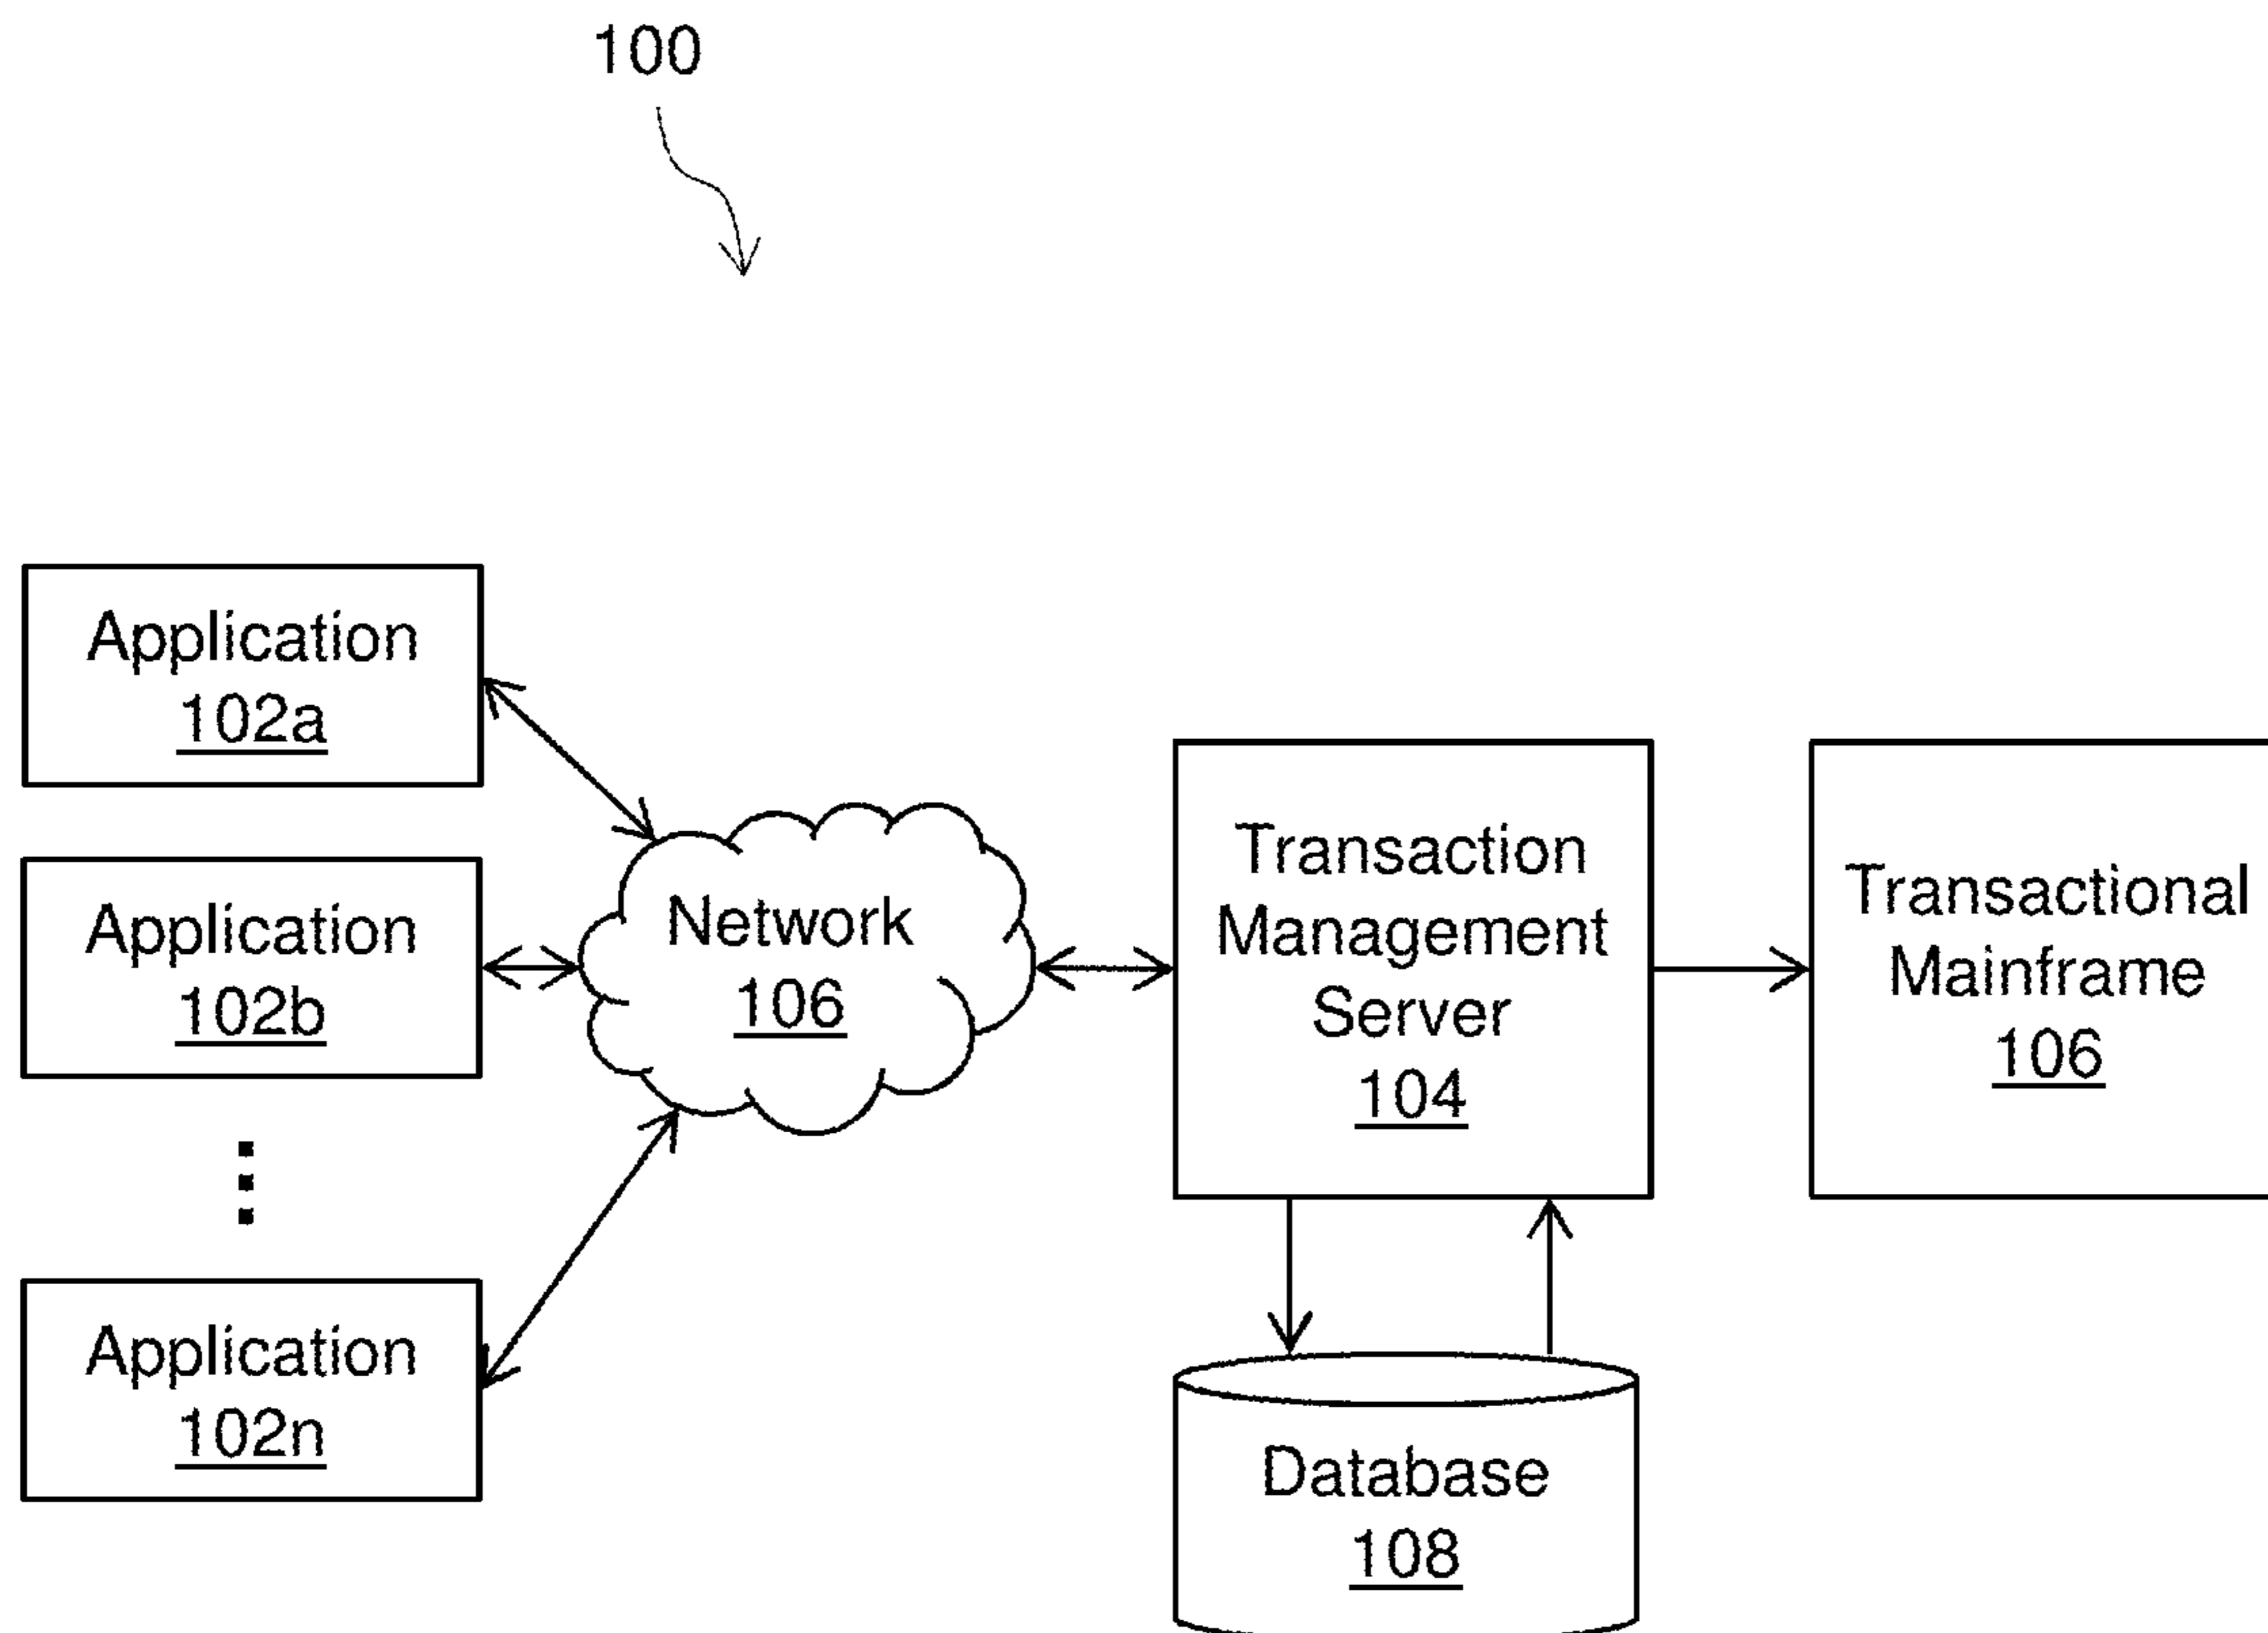 100
Application
102a
Application
102b
Application
102n
Network
106
Transaction
Management
Server
104
Transactional
Mainframe
106
Database
108